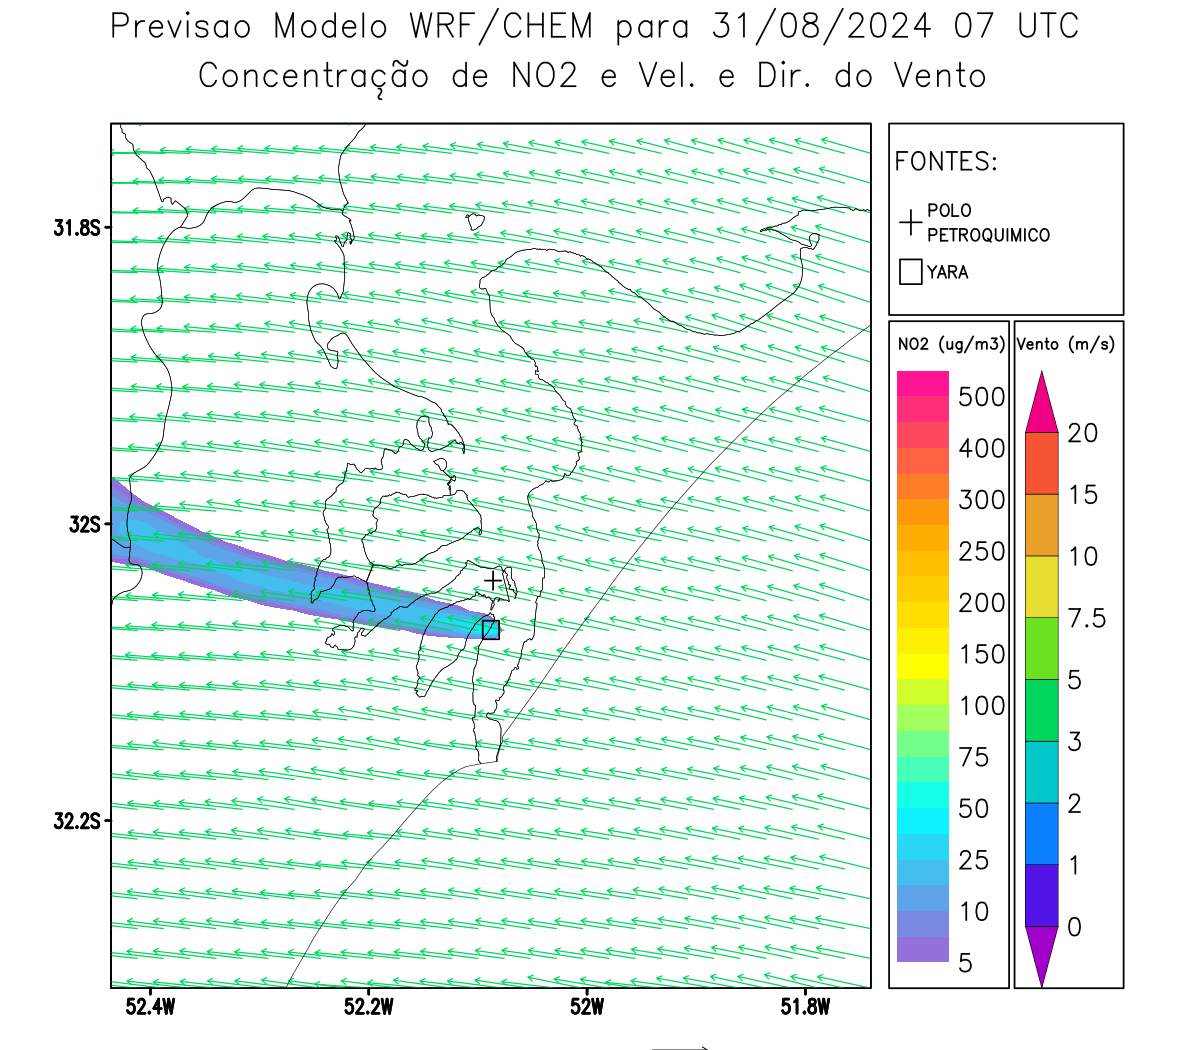 Previsao Modelo WRF/CHEM para 31/08/2024 07 UTC
Concentração de NO2 e Vel. e Dir. do Vento
FONTES:
POLO
PETROQUIMICO
YARA
NO2 (ug/m3)
500
400
300
250
200
150
100
75
50
25
10
5
Vento (m/s)
20
15
10
7.5
5
3
2
1
0
31.8S
32S
32.2S
52.4W
52.2W
52W
51.8W